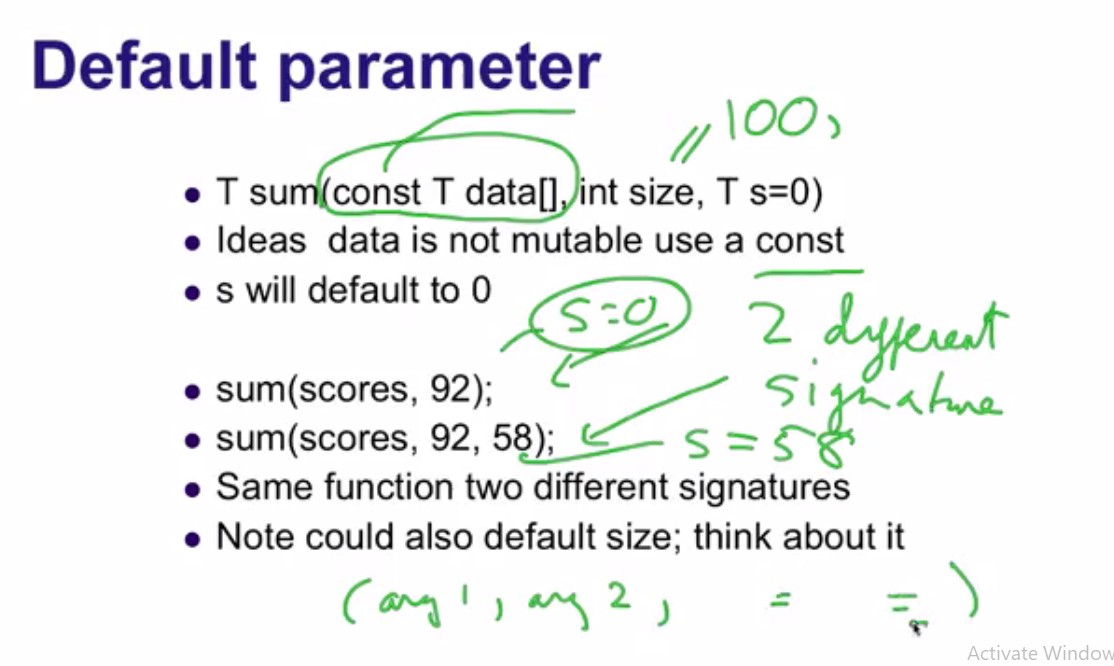 Default parameter
// 100,
• T sum(const T data[], int size, T s=0)
• Ideas  data is not mutable use a const
• s will default to 0
s=0
2 different
signature
• sum(scores, 92);
• sum(scores, 92, 58);
s = 58
• Same function two different signatures
• Note could also default size; think about it
(arg 1, arg 2,    =    = )
Activate Window